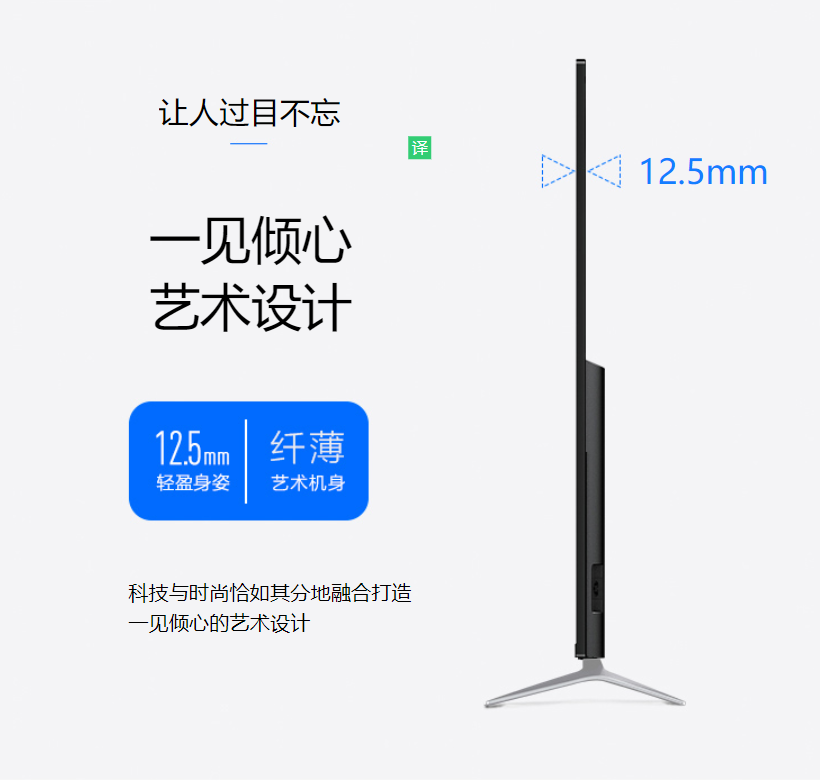 让人过目不忘
译
12.5mm
一见倾心
艺术设计
12.5mm
轻盈身姿
纤薄
艺术机身
科技与时尚恰如其分地融合打造
一见倾心的艺术设计